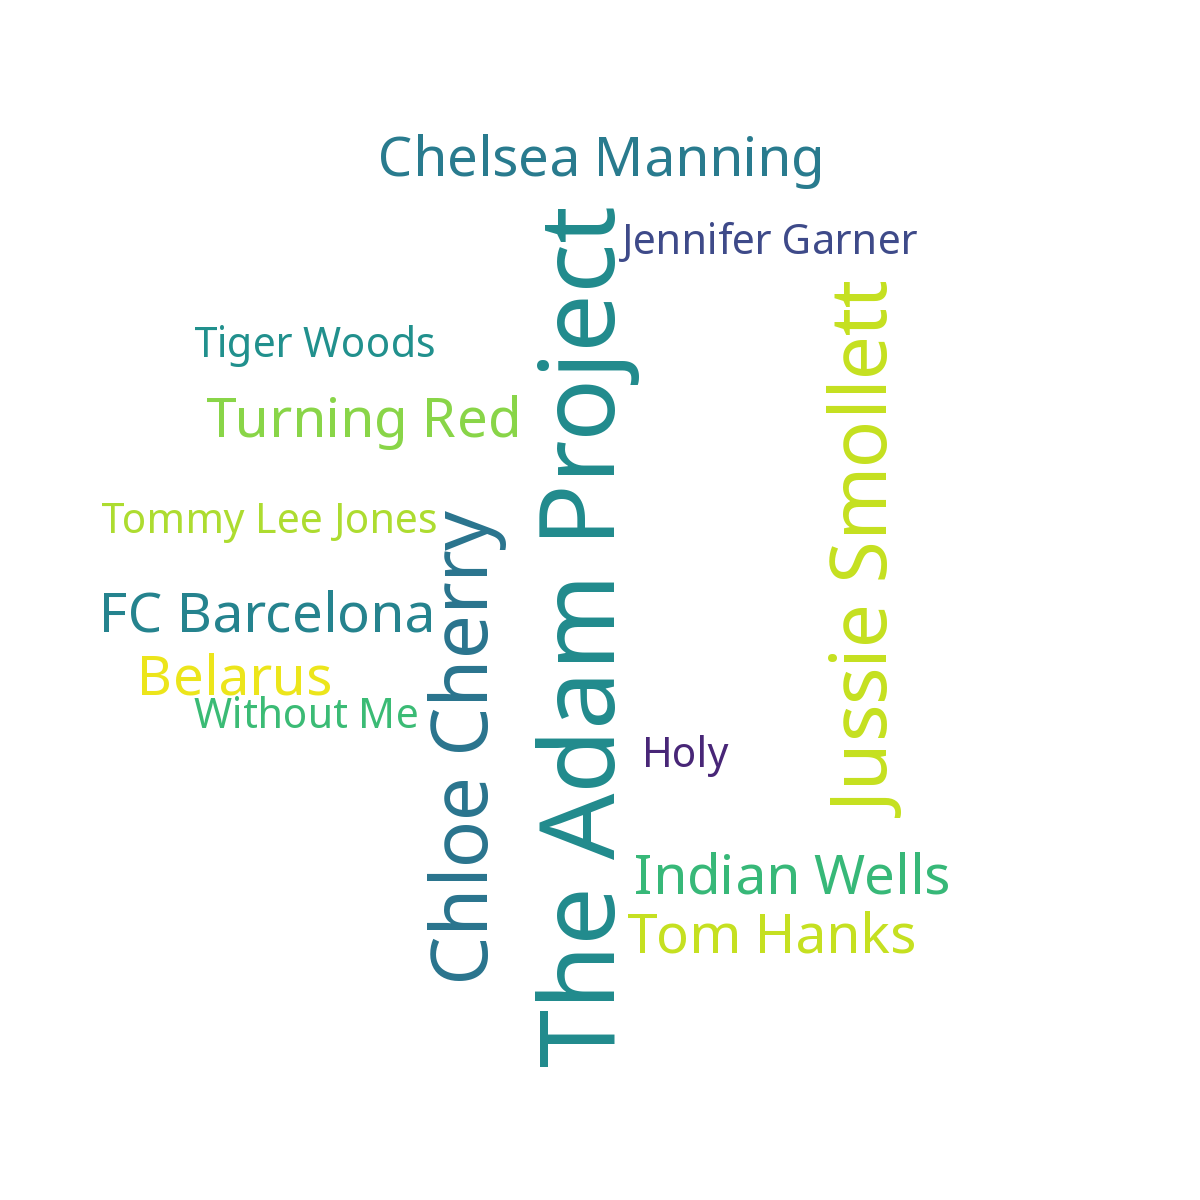 Chelsea Manning
Jennifer Garner
The Adam Project
Jussie Smollett
Tiger Woods
Turning Red
Tommy Lee Jones
Chloe Cherry
FC Barcelona
Belarus
Without Me
Holy
Indian Wells
Tom Hanks